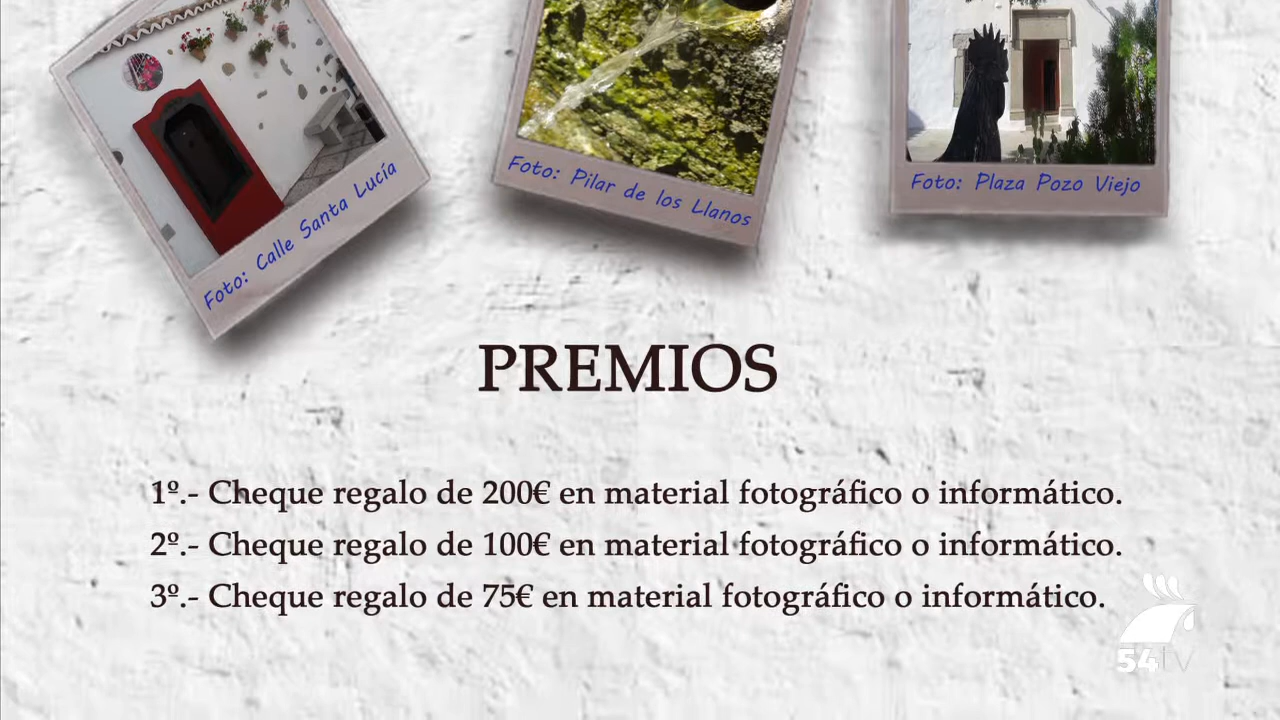 Foto: Calle Santa Lucía
Foto: Pilar de los Llanos
Foto: Plaza Pozo Viejo
PREMIOS
1º.- Cheque regalo de 200€ en material fotográfico o informático.
2º.- Cheque regalo de 100€ en material fotográfico o informático.
3º.- Cheque regalo de 75€ en material fotográfico o informático.
54tv